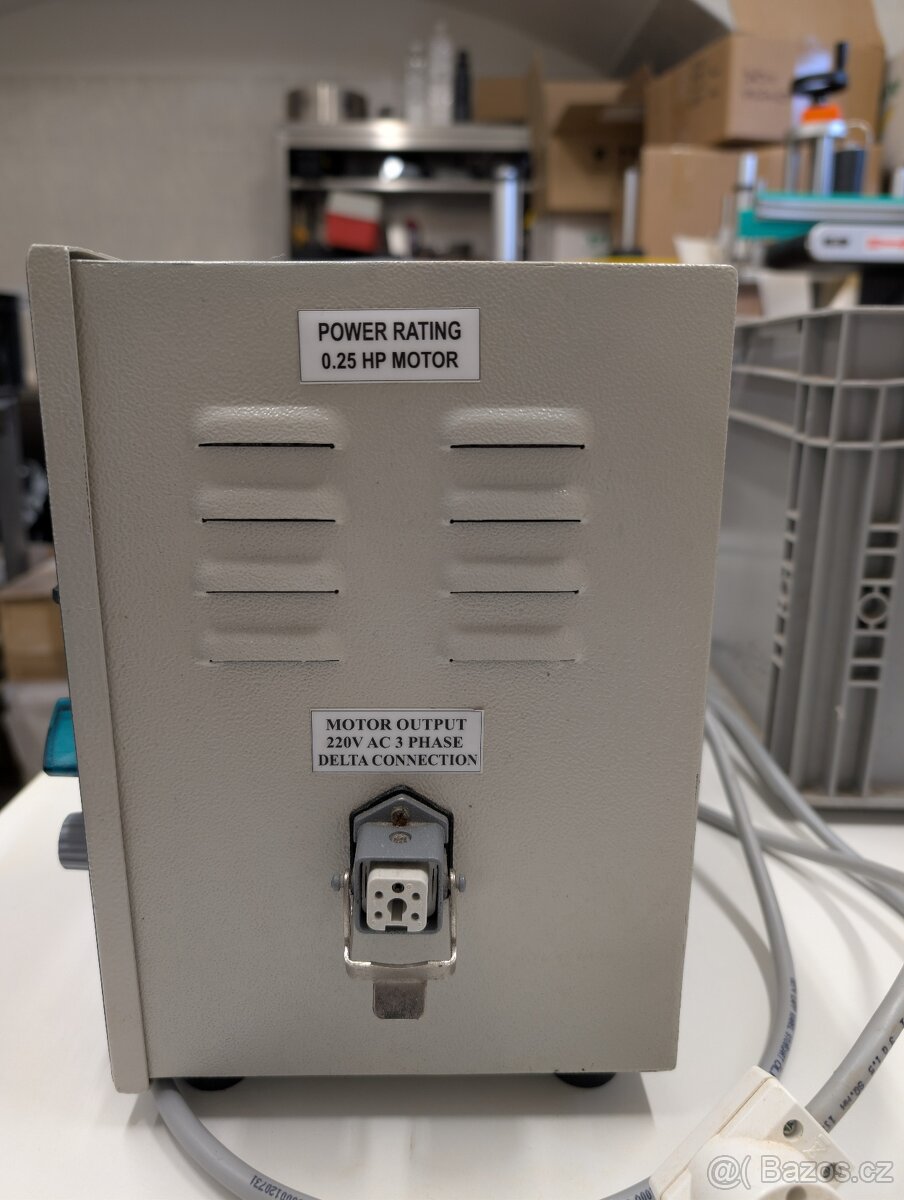 POWER RATING
0.25 HP MOTOR
MOTOR OUTPUT
220V AC 3 PHASE
DELTA CONNECTION
@( Bazos.cz